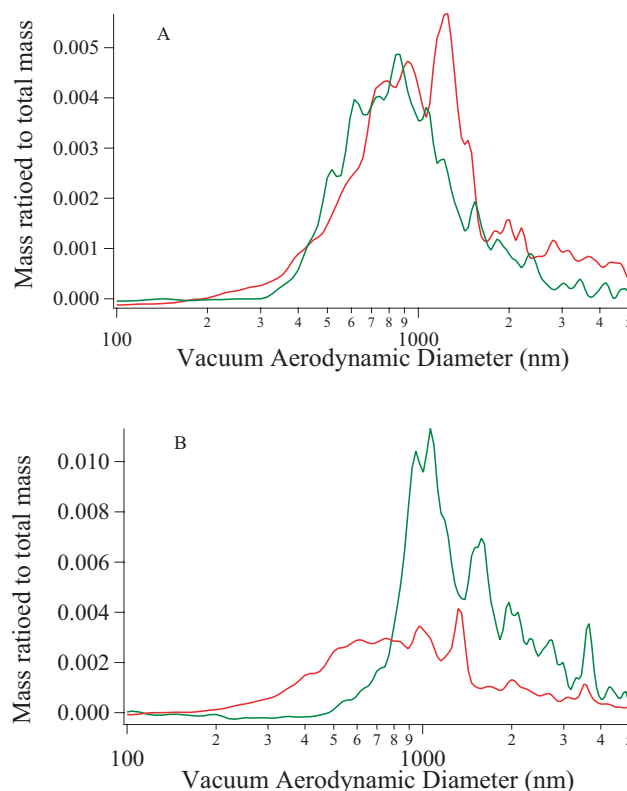 A
Mass ratioed to total mass
0.005
0.004
0.003
0.002
0.001
0.000
2 3 4 5 6 7 8 9 2 3 4
100 1000
Vacuum Aerodynamic Diameter (nm)
B
Mass ratioed to total mass
0.010
0.008
0.006
0.004
0.002
0.000
2 3 4 5 6 7 8 9 2 3 4
100 1000
Vacuum Aerodynamic Diameter (nm)